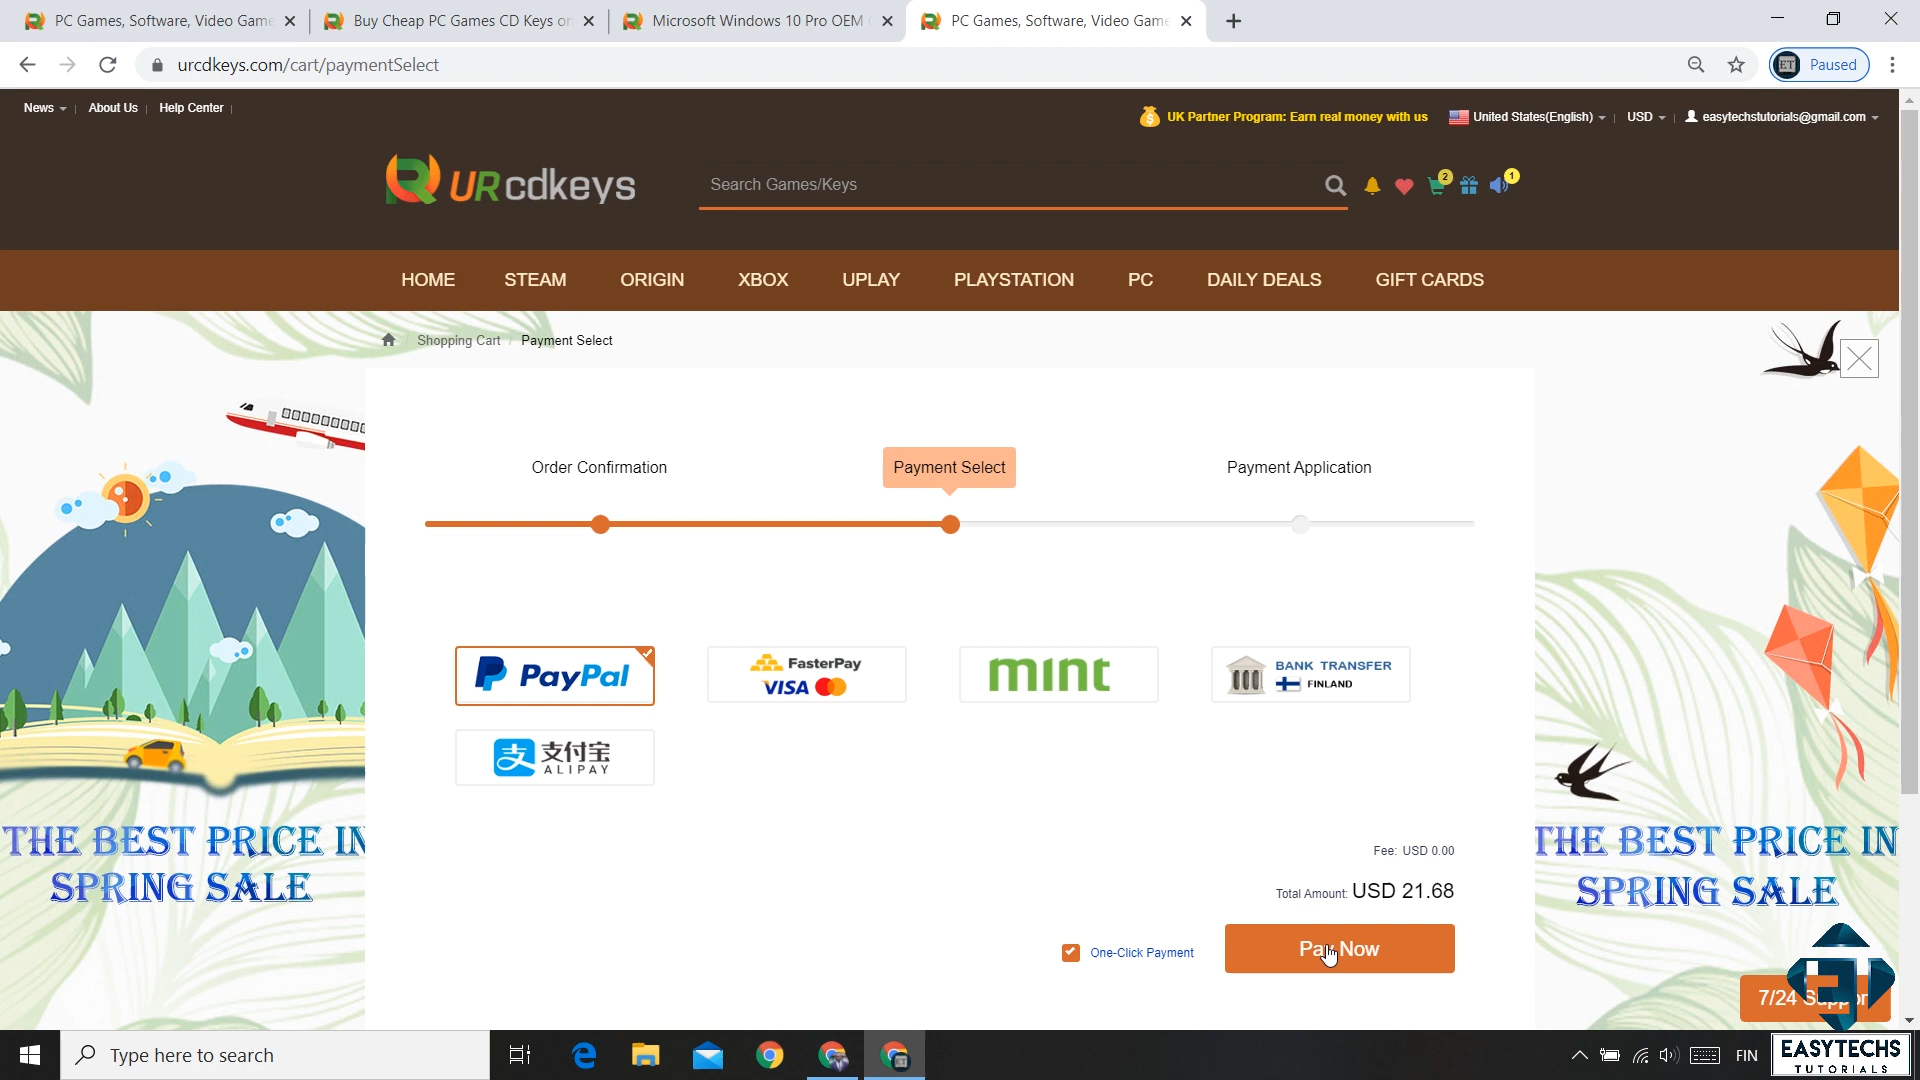 PC Games, Software, Video Game
Buy Cheap PC Games CD Keys on
Microsoft Windows 10 Pro OEM
PC Games, Software, Video Game
urcdkeys.com/cart/paymentSelect
ET Paused
News
About Us
Help Center
UK Partner Program: Earn real money with us
United States(English)
USD
easytechstutorials@gmail.com
URcdkeys
Search Games/Keys
2
1
HOME
STEAM
ORIGIN
XBOX
UPLAY
PLAYSTATION
PC
DAILY DEALS
GIFT CARDS
Shopping Cart
Payment Select
Order Confirmation
Payment Select
Payment Application
PayPal
FasterPay
VISA
mint
BANK TRANSFER
FINLAND
支付宝
ALIPAY
THE BEST PRICE IN
SPRING SALE
THE BEST PRICE IN
SPRING SALE
Fee: USD 0.00
Total Amount: USD 21.68
One-Click Payment
Pay Now
7/24 Support
Type here to search
FIN
EASYTECHS
TUTORIALS